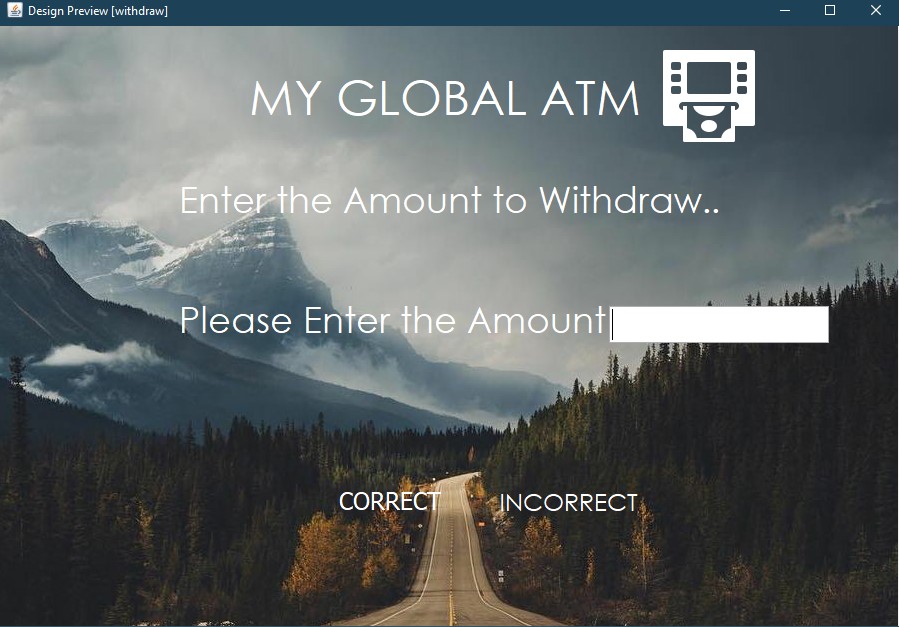 Design Preview [withdraw]
MY GLOBAL ATM
Enter the Amount to Withdraw..
Please Enter the Amount
CORRECT INCORRECT